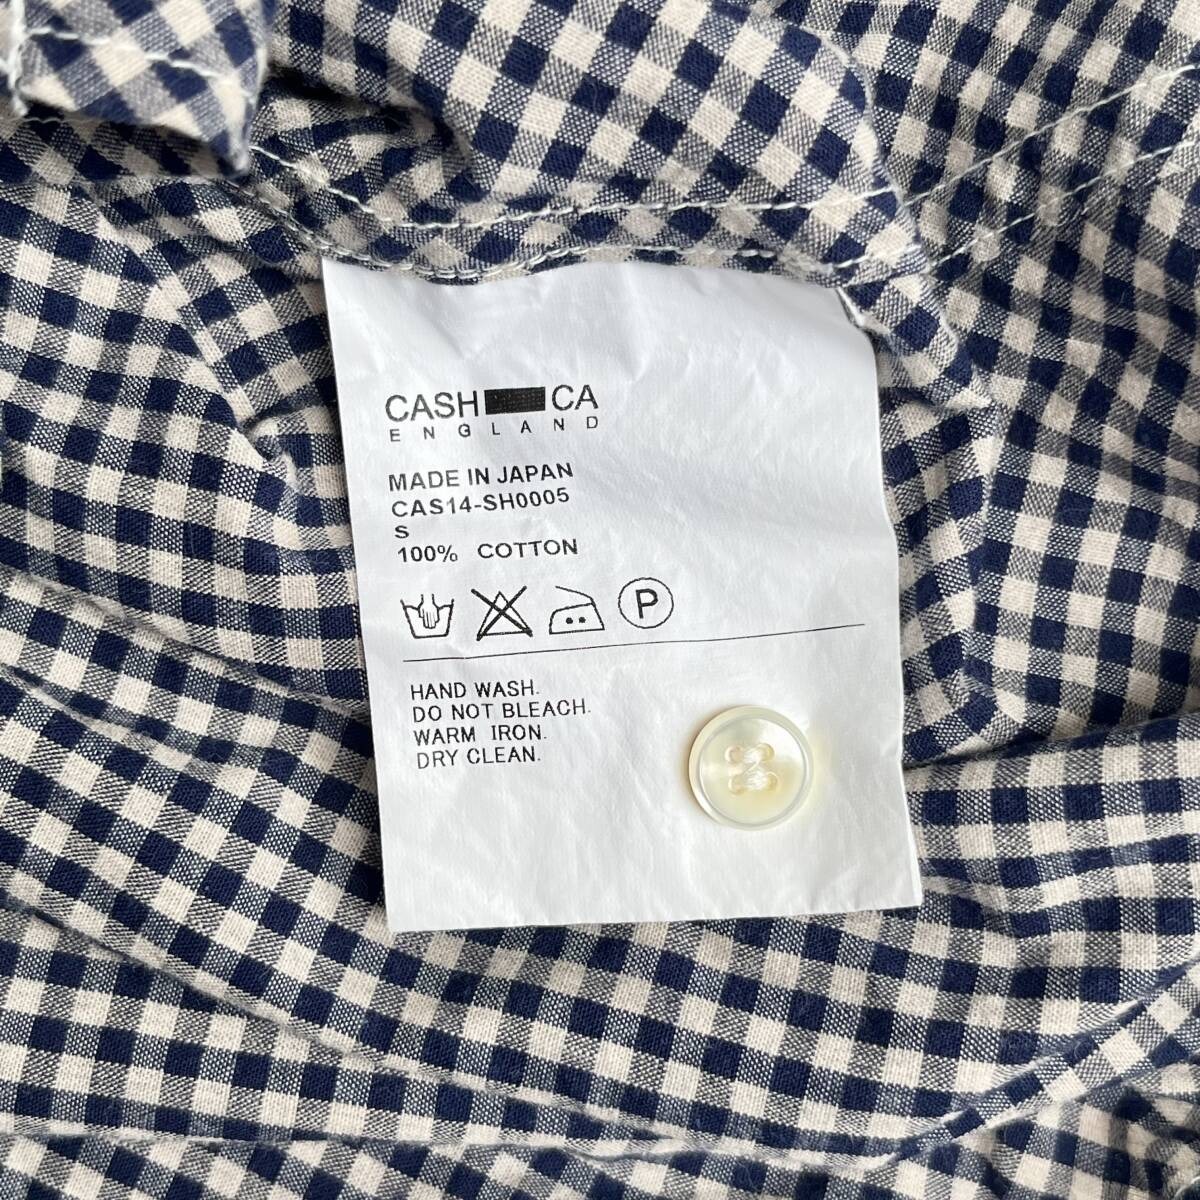 CASH CA
ENGLAND
MADE IN JAPAN
CAS14-SH0005
S
100% COTTON
P
HAND WASH.
DO NOT BLEACH.
WARM IRON.
DRY CLEAN.